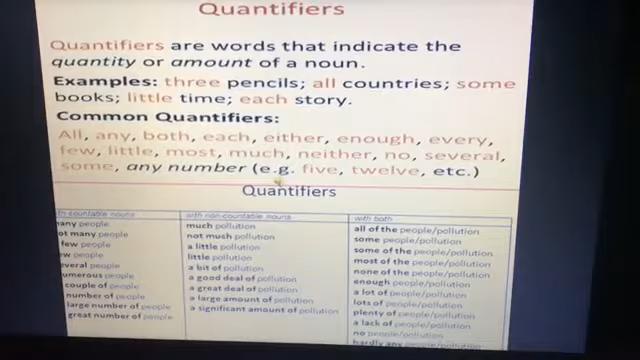 Quantifiers
Quantifiers are words that indicate the
quantity or amount of a noun.
Examples: three pencils; all countries; some
books; little time; each story.
Common Quantifiers:
All, any, both, each, either, enough, every,
few, little, most, much, neither, no, several,
some, any number (e.g. five, twelve, etc.)
Quantifiers
countable nouns
people
many people
few people
people
people
people
couple of people
number of people
large number of people
great number of people
with non-countable nouns
much pollution
not much pollution
a little pollution
little pollution
a bit of pollution
a good deal of pollution
a great deal of pollution
a large amount of pollution
a significant amount of pollution
with both
all of the people/pollution
some people/pollution
some of the people/pollution
most of the people/pollution
none of the people/pollution
enough people/pollution
a lot of people/pollution
lots of people/pollution
plenty of people/pollution
a lack of people/pollution
no people/pollution
hardly any people/pollution